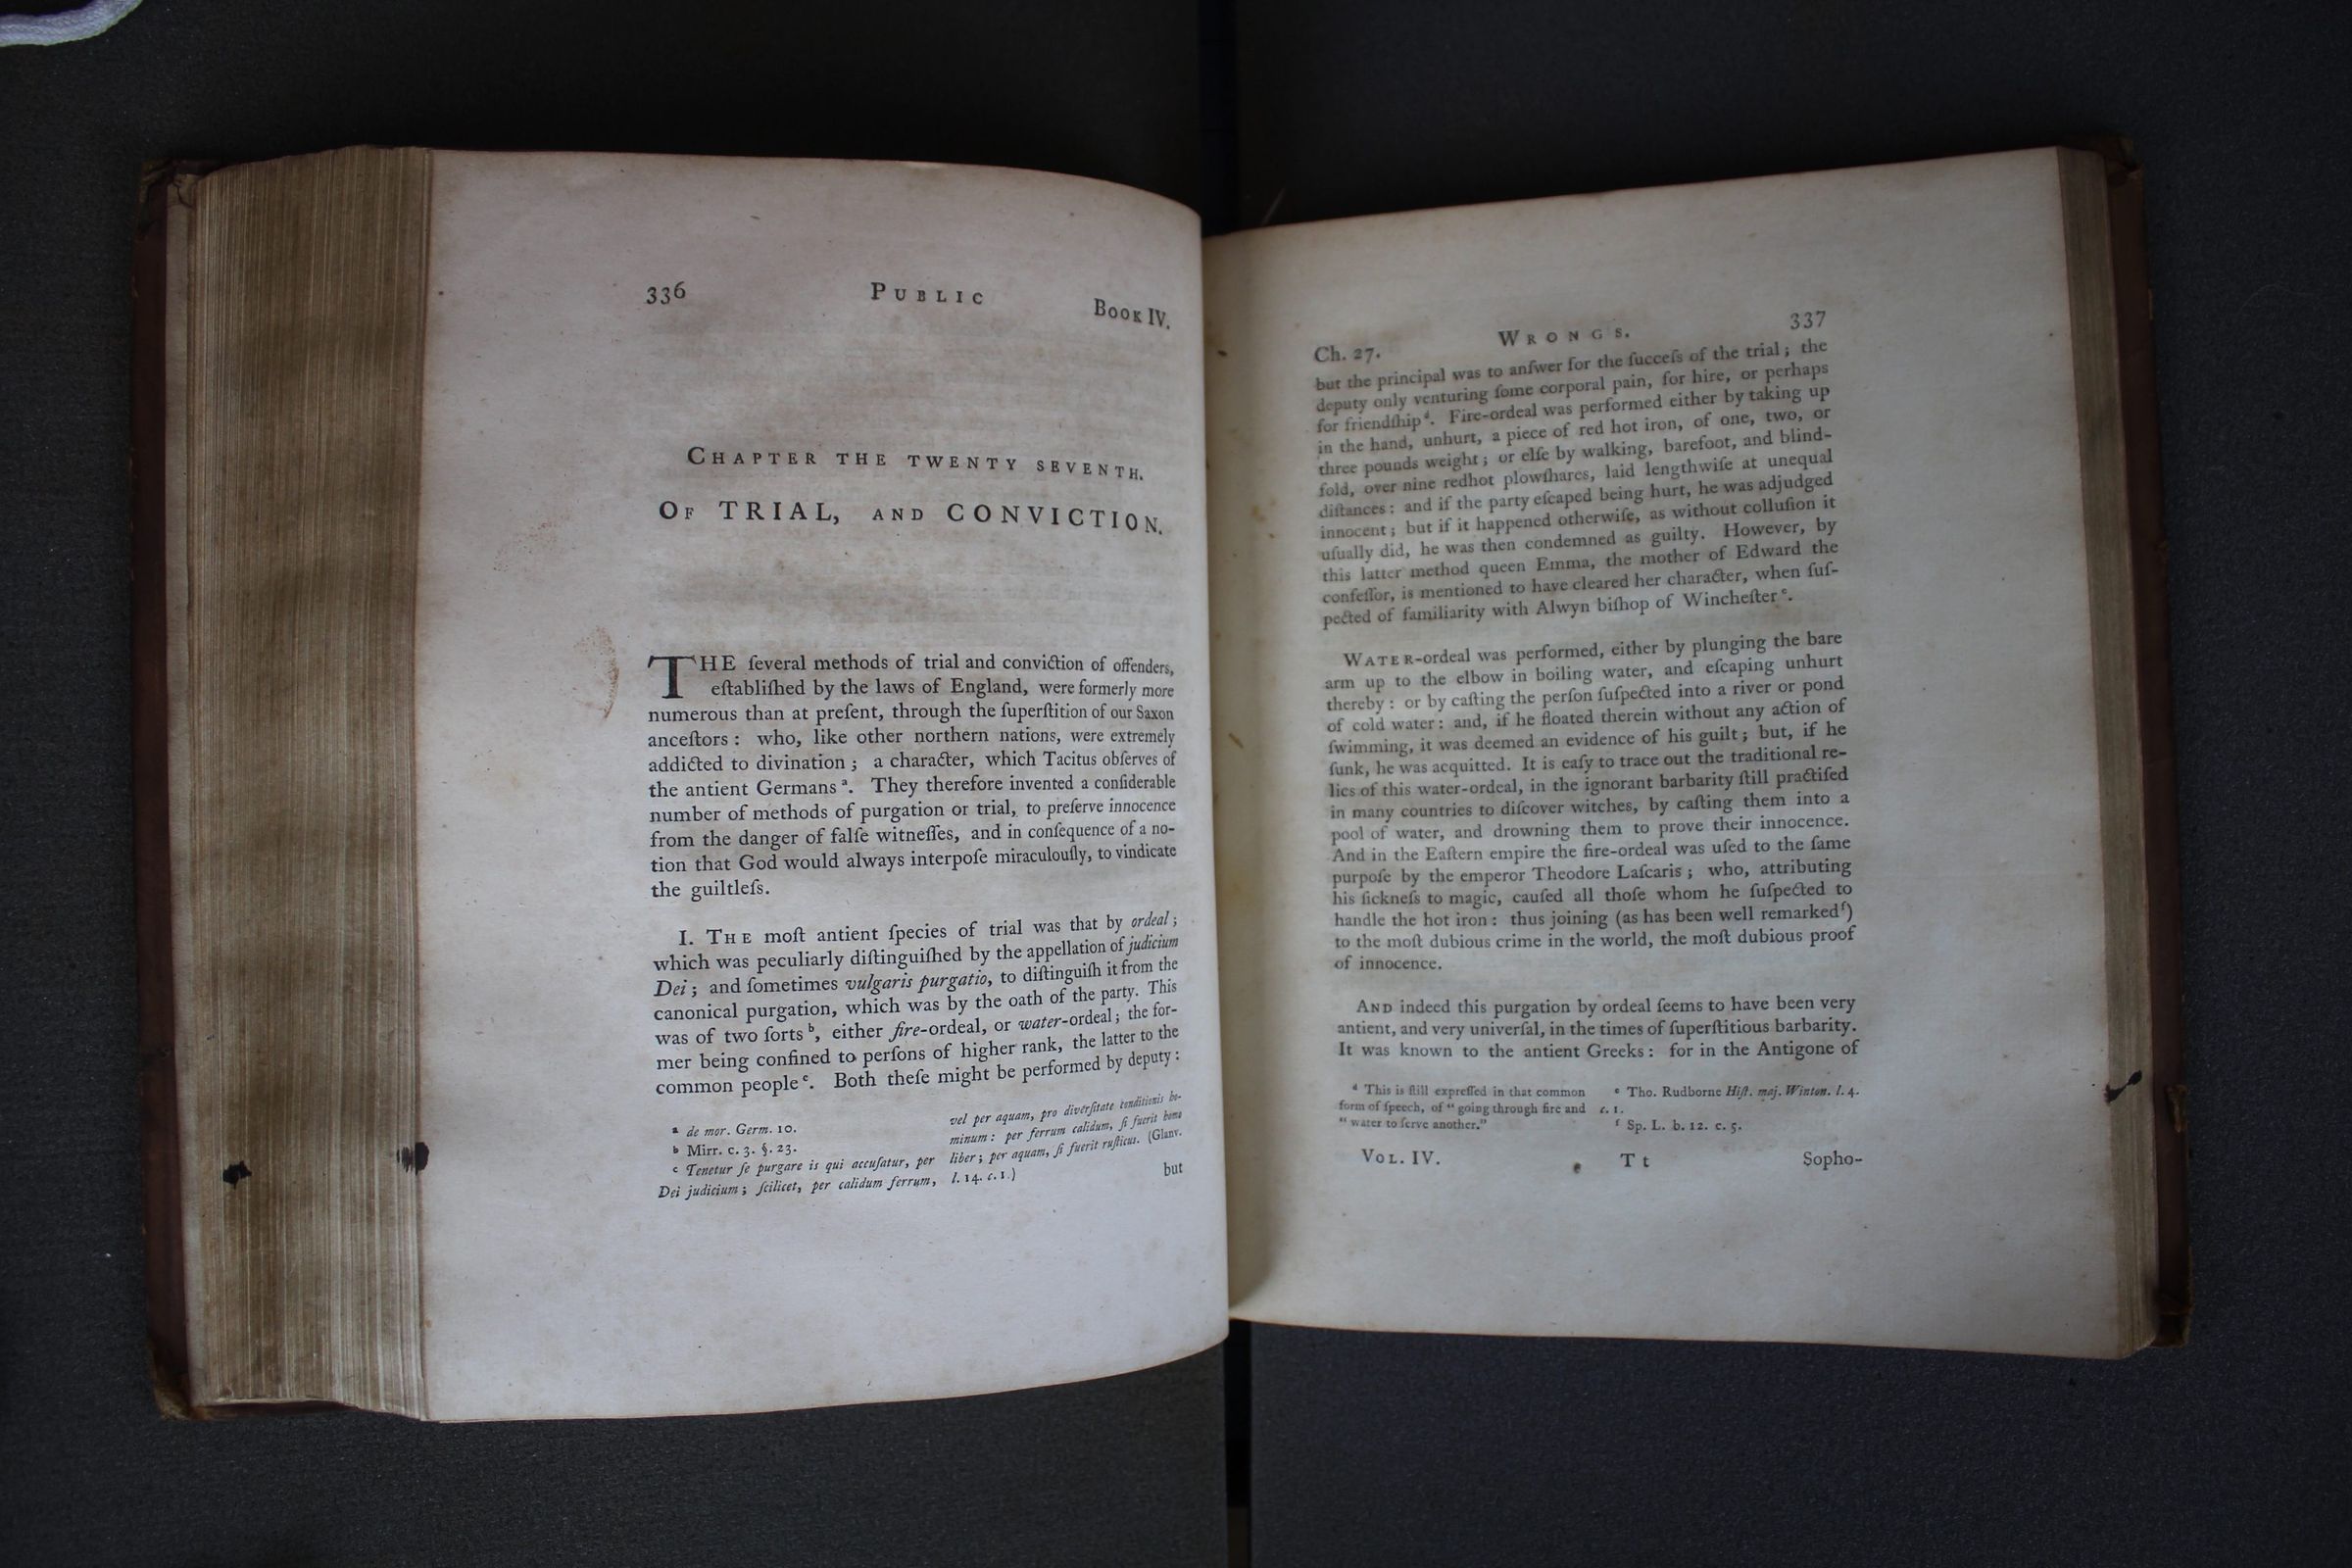 336
PUBLIC
BOOK IV.
CHAPTER THE TWENTY SEVENTH.
OF TRIAL, AND CONVICTION.
THE ſeveral methods of trial and conviction of offenders,
eſtabliſhed by the laws of England, were formerly more
numerous than at preſent, through the ſuperſtition of our Saxon
anceſtors : who, like other northern nations, were extremely
addicted to divination ; a character, which Tacitus obſerves of
the antient Germans ª. They therefore invented a conſiderable
number of methods of purgation or trial, to preſerve innocence
from the danger of falſe witneſſes, and in conſequence of a no-
tion that God would always interpoſe miraculouſly, to vindicate
the guiltleſs.
I. THE moſt antient ſpecies of trial was that by ordeal ;
which was peculiarly diſtinguiſhed by the appellation of judicium
Dei ; and ſometimes vulgaris purgatio, to diſtinguiſh it from the
canonical purgation, which was by the oath of the party. This
was of two ſorts ᵇ, either fire-ordeal, or water-ordeal ; the for-
mer being confined to perſons of higher rank, the latter to the
common people ᶜ. Both theſe might be performed by deputy :
ª de mor. Germ. 10.
ᵇ Mirr. c. 3. §. 23.
ᶜ Tenetur ſe purgare is qui accuſatur, per
Dei judicium ; ſcilicet, per calidum ferrum,
vel per aquam, pro diverſitate conditionis ho-
minum : per ferrum calidum, ſi fuerit homo
liber ; per aquam, ſi fuerit ruſticus. (Glanv.
l. 14. c. 1.)
but
Ch. 27.
WRONGS.
337
but the principal was to anſwer for the ſucceſs of the trial ; the
deputy only venturing ſome corporal pain, for hire, or perhaps
for friendſhip ᵈ. Fire-ordeal was performed either by taking up
in the hand, unhurt, a piece of red hot iron, of one, two, or
three pounds weight ; or elſe by walking, barefoot, and blind-
fold, over nine redhot plowſhares, laid lengthwiſe at unequal
diſtances : and if the party eſcaped being hurt, he was adjudged
innocent ; but if it happened otherwiſe, as without colluſion it
uſually did, he was then condemned as guilty. However, by
this latter method queen Emma, the mother of Edward the
confeſſor, is mentioned to have cleared her character, when ſuſ-
pected of familiarity with Alwyn biſhop of Wincheſter ᵉ.
WATER-ordeal was performed, either by plunging the bare
arm up to the elbow in boiling water, and eſcaping unhurt
thereby : or by caſting the perſon ſuſpected into a river or pond
of cold water : and, if he floated therein without any action of
ſwimming, it was deemed an evidence of his guilt ; but, if he
ſunk, he was acquitted. It is eaſy to trace out the traditional re-
lics of this water-ordeal, in the ignorant barbarity ſtill practiſed
in many countries to diſcover witches, by caſting them into a
pool of water, and drowning them to prove their innocence.
And in the Eaſtern empire the fire-ordeal was uſed to the ſame
purpoſe by the emperor Theodore Laſcaris ; who, attributing
his ſickneſs to magic, cauſed all thoſe whom he ſuſpected to
handle the hot iron : thus joining (as has been well remarked ᶠ)
to the moſt dubious crime in the world, the moſt dubious proof
of innocence.
AND indeed this purgation by ordeal ſeems to have been very
antient, and very univerſal, in the times of ſuperſtitious barbarity.
It was known to the antient Greeks : for in the Antigone of
ᵈ This is ſtill expreſſed in that common
form of ſpeech, of " going through fire and
" water to ſerve another."
ᵉ Tho. Rudborne Hiſt. maj. Winton. l. 4.
c. 1.
ᶠ Sp. L. b. 12. c. 5.
VOL. IV.
T t
Sopho-